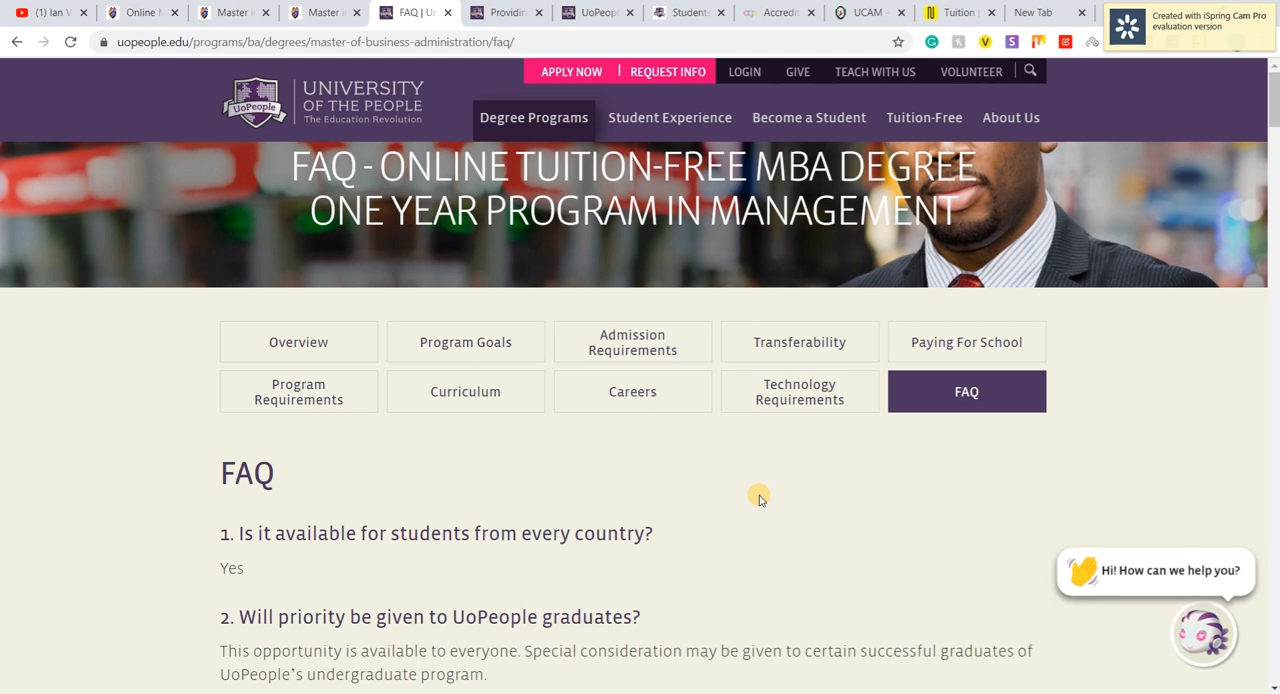 (1) Ian V
Online M
Master i
Master i
FAQ | Un
Providin
UoPeopl
Students
Accredit
UCAM -
Tuition |
New Tab
Created with iSpring Cam Pro
evaluation version
uopeople.edu/programs/ba/degrees/master-of-business-administration/faq/
APPLY NOW | REQUEST INFO LOGIN GIVE TEACH WITH US VOLUNTEER
UoPeople
UNIVERSITY
OF THE PEOPLE
The Education Revolution
Degree Programs Student Experience Become a Student Tuition-Free About Us
FAQ - ONLINE TUITION-FREE MBA DEGREE
ONE YEAR PROGRAM IN MANAGEMENT
Overview
Program Goals
Admission
Requirements
Transferability
Paying For School
Program
Requirements
Curriculum
Careers
Technology
Requirements
FAQ
FAQ
1. Is it available for students from every country?
Yes
2. Will priority be given to UoPeople graduates?
This opportunity is available to everyone. Special consideration may be given to certain successful graduates of
UoPeople's undergraduate program.
Hi! How can we help you?